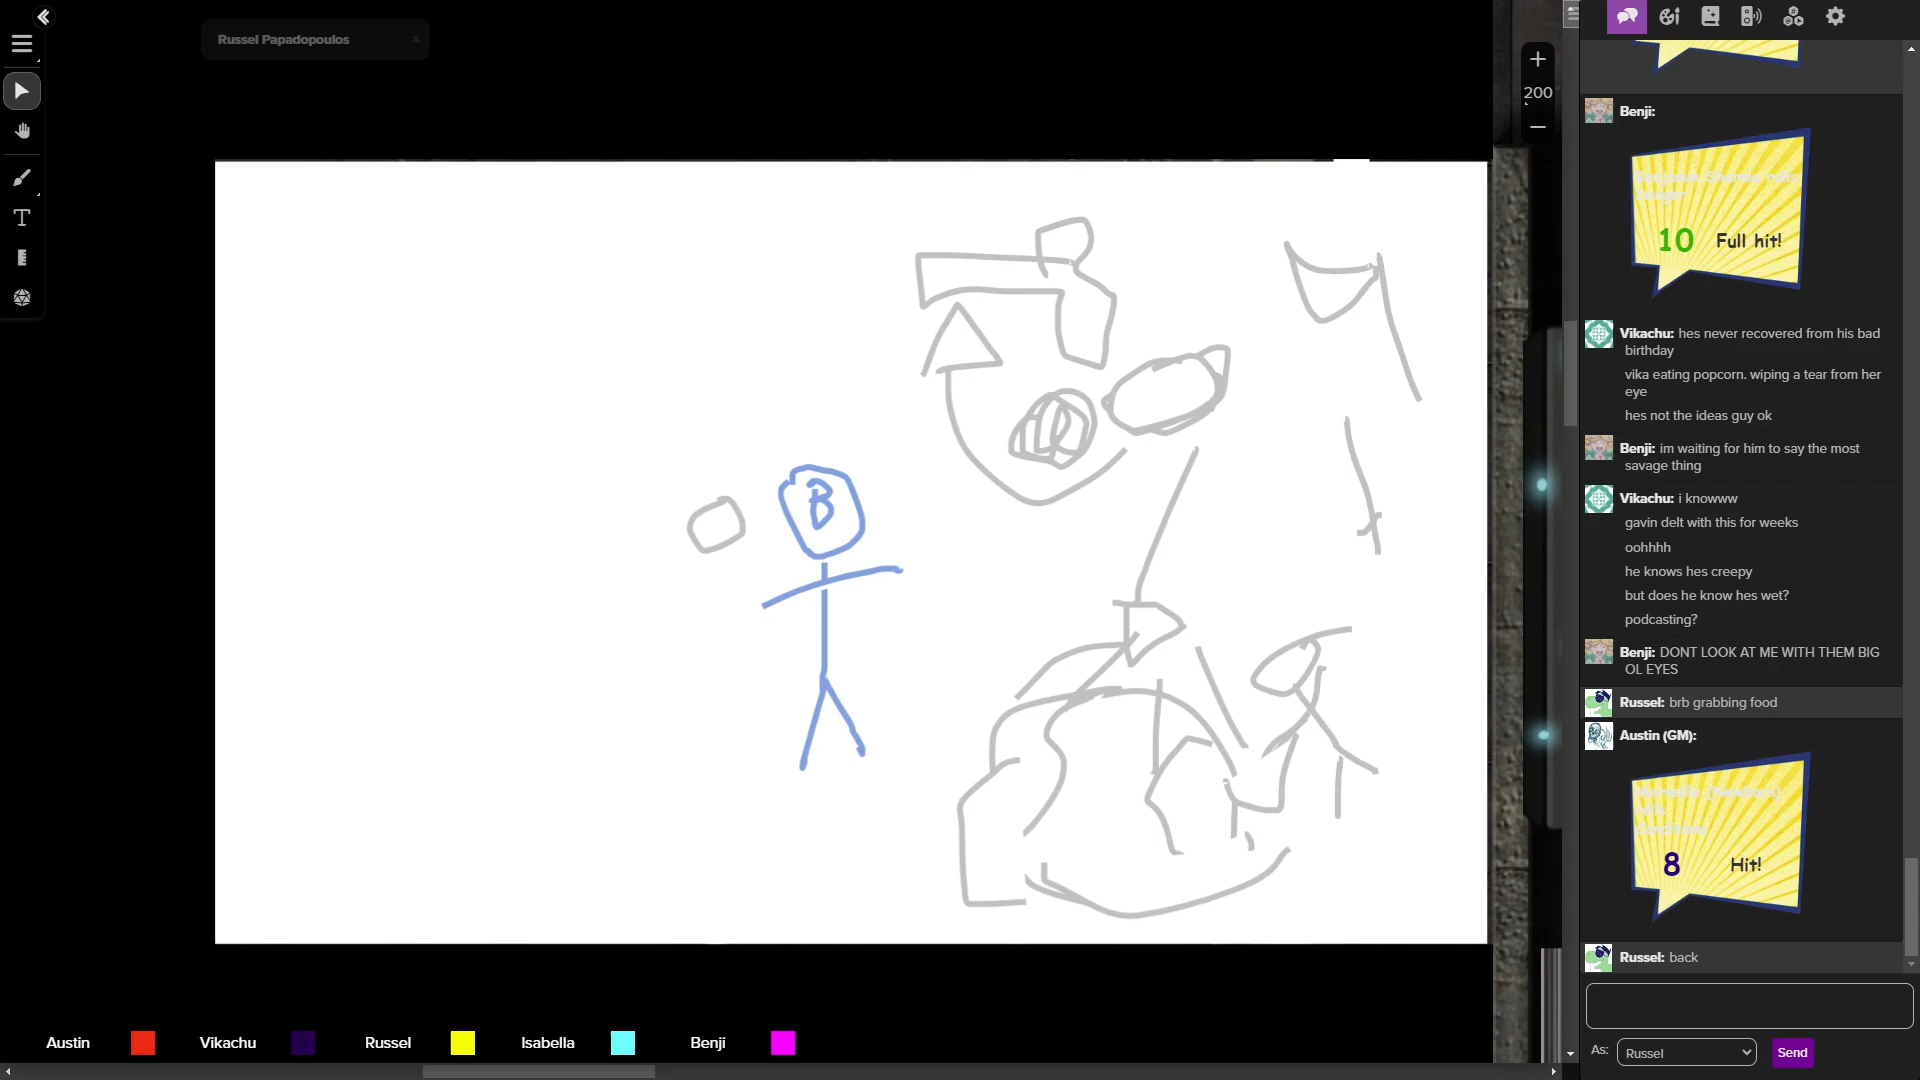 Russel Papadopoulos
200
B
Austin
Vikachu
Russel
Isabella
Benji
Benji:
10 Full hit!
Vikachu: hes never recovered from his bad
birthday
vika eating popcorn. wiping a tear from her
eye
hes not the ideas guy ok
Benji: im waiting for him to say the most
savage thing
Vikachu: i knowww
gavin delt with this for weeks
oohhhh
he knows hes creepy
but does he know hes wet?
podcasting?
Benji: DONT LOOK AT ME WITH THEM BIG
OL EYES
Russel: brb grabbing food
Austin (GM):
8 Hit!
Russel: back
As: Russel Send